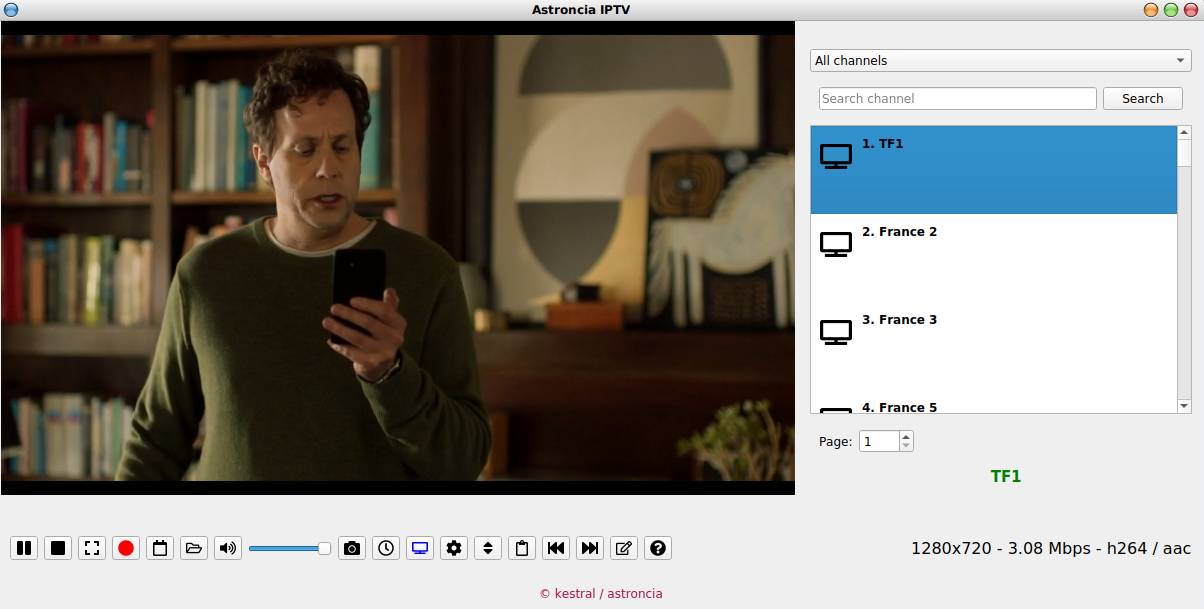 Astroncia IPTV
All channels
Search channel
Search
1. TF1
2. France 2
3. France 3
4. France 5
Page: 1
TF1
1280x720 - 3.08 Mbps - h264 / aac
© kestral / astroncia